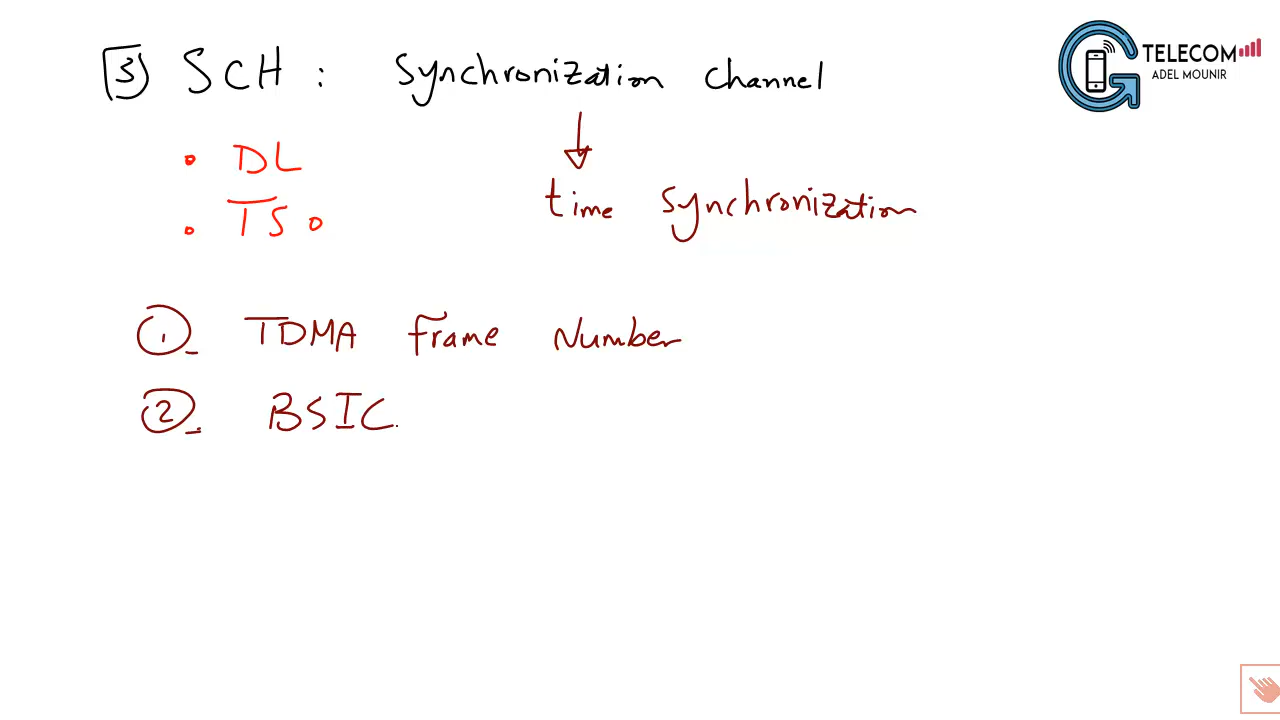 [3] SCH : Synchronization Channel
• DL
• TS 0
time Synchronization
① TDMA Frame Number
② BSIC
G TELECOM
ADEL MOUNIR